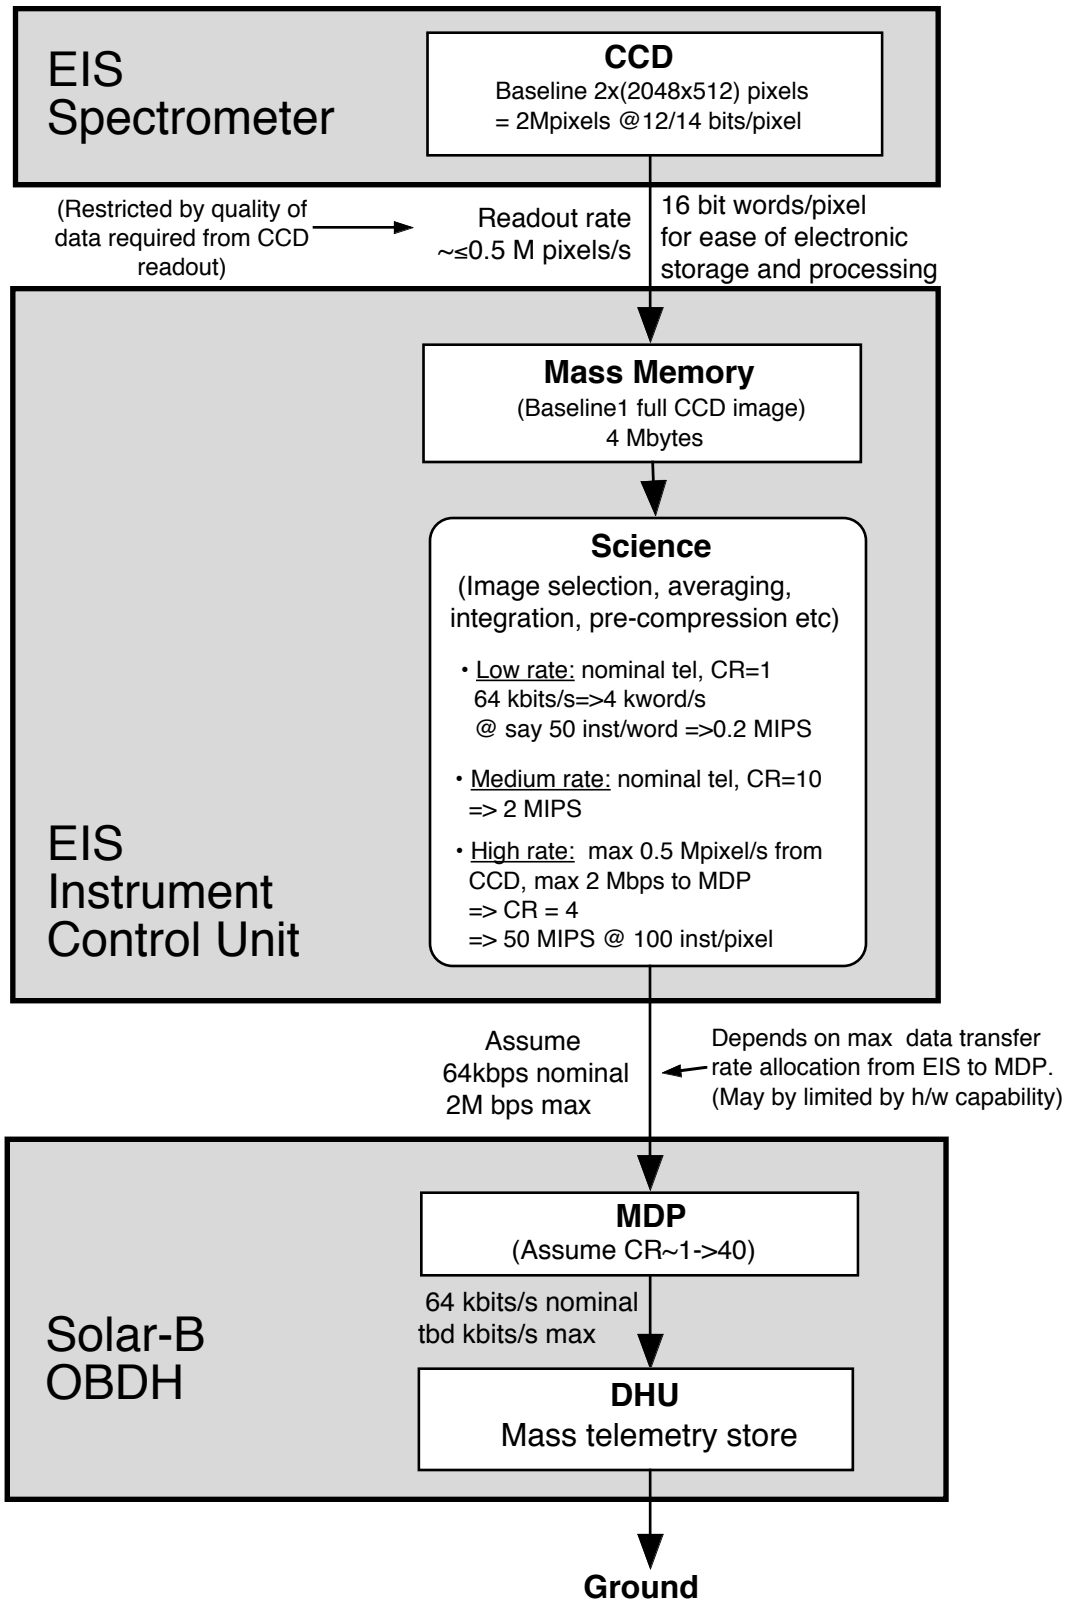 EIS
Spectrometer
CCD
Baseline 2x(2048x512) pixels
= 2Mpixels @12/14 bits/pixel
(Restricted by quality of
data required from CCD
readout)
Readout rate
~≤0.5 M pixels/s
16 bit words/pixel
for ease of electronic
storage and processing
Mass Memory
(Baseline1 full CCD image)
4 Mbytes
Science
(Image selection, averaging,
integration, pre-compression etc)
• Low rate: nominal tel, CR=1
64 kbits/s=>4 kword/s
@ say 50 inst/word =>0.2 MIPS
• Medium rate: nominal tel, CR=10
=> 2 MIPS
• High rate: max 0.5 Mpixel/s from
CCD, max 2 Mbps to MDP
=> CR = 4
=> 50 MIPS @ 100 inst/pixel
EIS
Instrument
Control Unit
Assume
64kbps nominal
2M bps max
Depends on max data transfer
rate allocation from EIS to MDP.
(May by limited by h/w capability)
MDP
(Assume CR~1->40)
64 kbits/s nominal
tbd kbits/s max
Solar-B
OBDH
DHU
Mass telemetry store
Ground